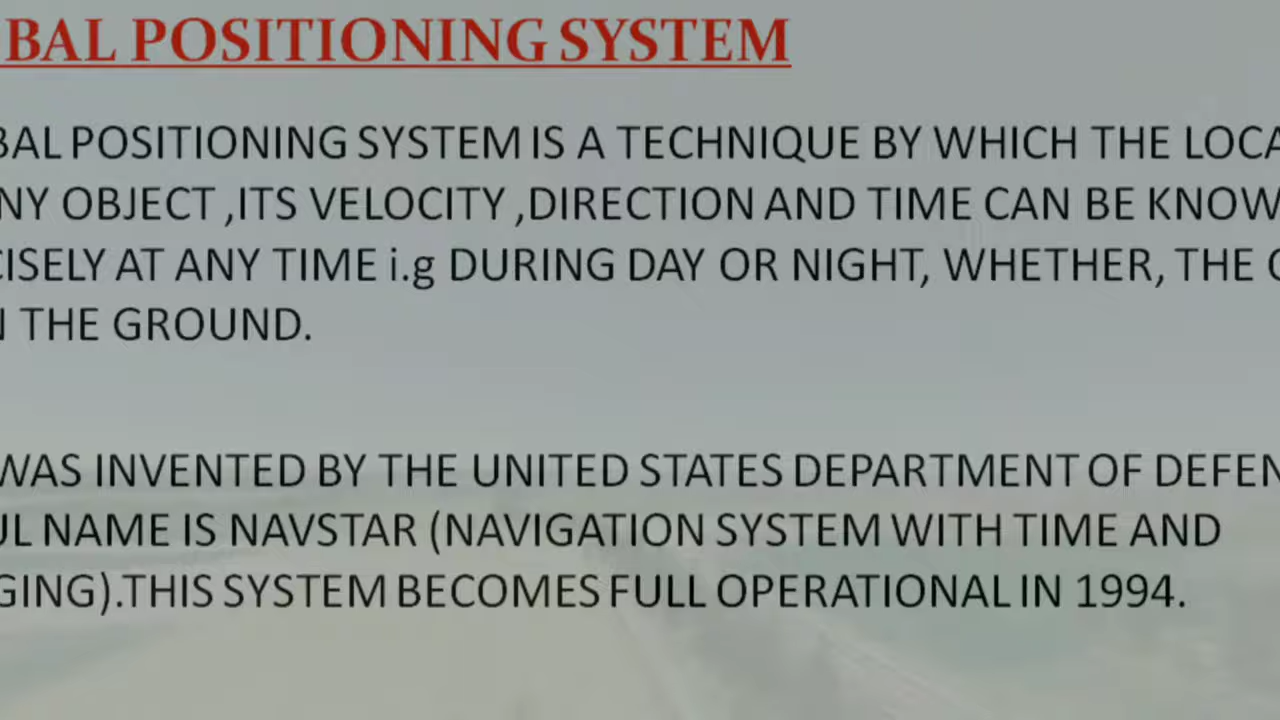 BAL POSITIONING SYSTEM
BAL POSITIONING SYSTEM IS A TECHNIQUE BY WHICH THE LOCA
NY OBJECT ,ITS VELOCITY ,DIRECTION AND TIME CAN BE KNOW
CISELY AT ANY TIME i.g DURING DAY OR NIGHT, WHETHER, THE
THE GROUND.
WAS INVENTED BY THE UNITED STATES DEPARTMENT OF DEFEN
UL NAME IS NAVSTAR (NAVIGATION SYSTEM WITH TIME AND
GING).THIS SYSTEM BECOMES FULL OPERATIONAL IN 1994.